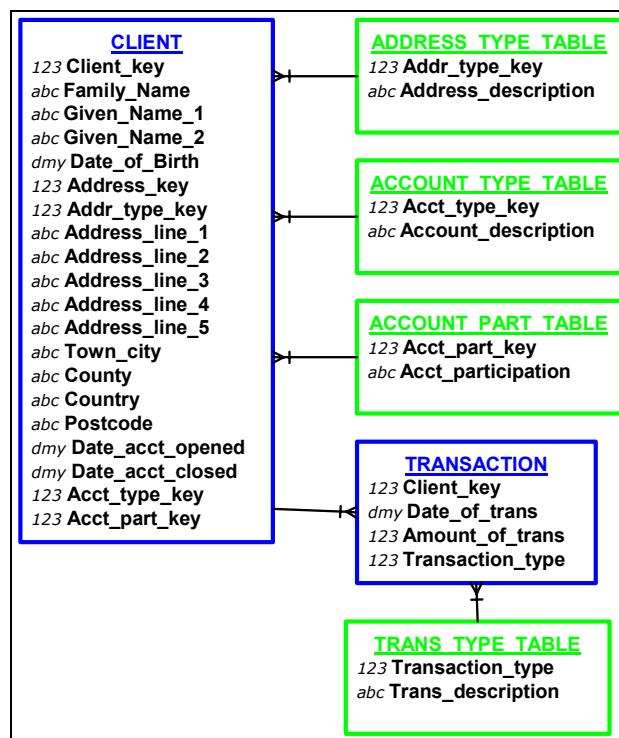 CLIENT
123 Client_key
abc Family_Name
abc Given_Name_1
abc Given_Name_2
dmy Date_of_Birth
123 Address_key
123 Addr_type_key
abc Address_line_1
abc Address_line_2
abc Address_line_3
abc Address_line_4
abc Address_line_5
abc Town_city
abc County
abc Country
abc Postcode
dmy Date_acct_opened
dmy Date_acct_closed
123 Acct_type_key
123 Acct_part_key
ADDRESS_TYPE_TABLE
123 Addr_type_key
abc Address_description
ACCOUNT_TYPE_TABLE
123 Acct_type_key
abc Account_description
ACCOUNT_PART_TABLE
123 Acct_part_key
abc Acct_participation
TRANSACTION
123 Client_key
dmy Date_of_trans
123 Amount_of_trans
123 Transaction_type
TRANS_TYPE_TABLE
123 Transaction_type
abc Trans_description